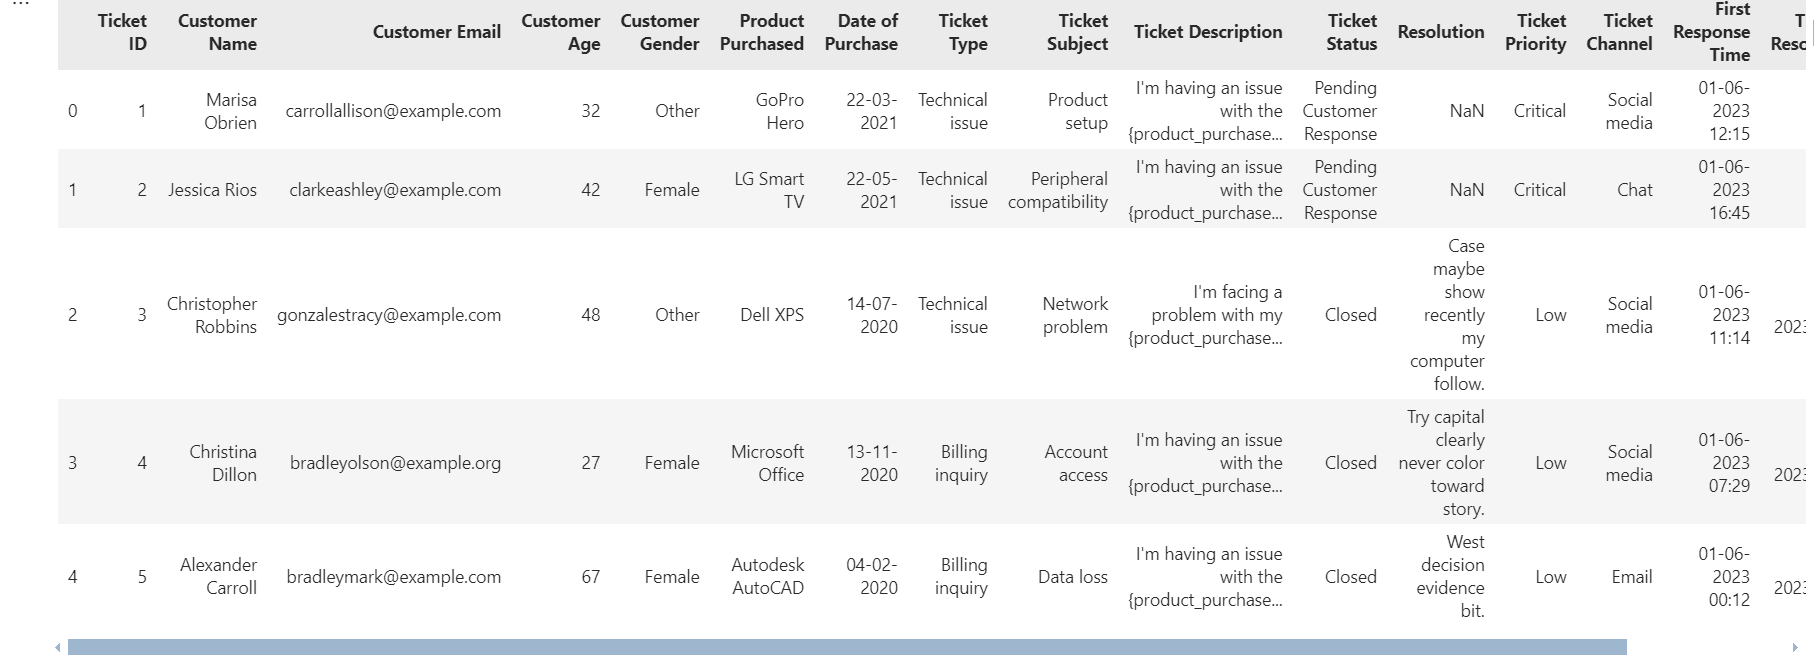 ...
Ticket ID Customer Name Customer Email Customer Age Customer Gender Product Purchased Date of Purchase Ticket Type Ticket Subject Ticket Description Ticket Status Resolution Ticket Priority Ticket Channel First Response Time
0 1 Marisa Obrien carrollallison@example.com 32 Other GoPro Hero 22-03-2021 Technical issue Product setup I'm having an issue with the {product_purchase... Pending Customer Response NaN Critical Social media 01-06-2023 12:15
1 2 Jessica Rios clarkeashley@example.com 42 Female LG Smart TV 22-05-2021 Technical issue Peripheral compatibility I'm having an issue with the {product_purchase... Pending Customer Response NaN Critical Chat 01-06-2023 16:45
2 3 Christopher Robbins gonzalestracy@example.com 48 Other Dell XPS 14-07-2020 Technical issue Network problem I'm facing a problem with my {product_purchase... Closed Case maybe show recently my computer follow. Low Social media 01-06-2023 11:14 2023
3 4 Christina Dillon bradleyolson@example.org 27 Female Microsoft Office 13-11-2020 Billing inquiry Account access I'm having an issue with the {product_purchase... Closed Try capital clearly never color toward story. Low Social media 01-06-2023 07:29 2023
4 5 Alexander Carroll bradleymark@example.com 67 Female Autodesk AutoCAD 04-02-2020 Billing inquiry Data loss I'm having an issue with the {product_purchase... Closed West decision evidence bit. Low Email 01-06-2023 00:12 2023